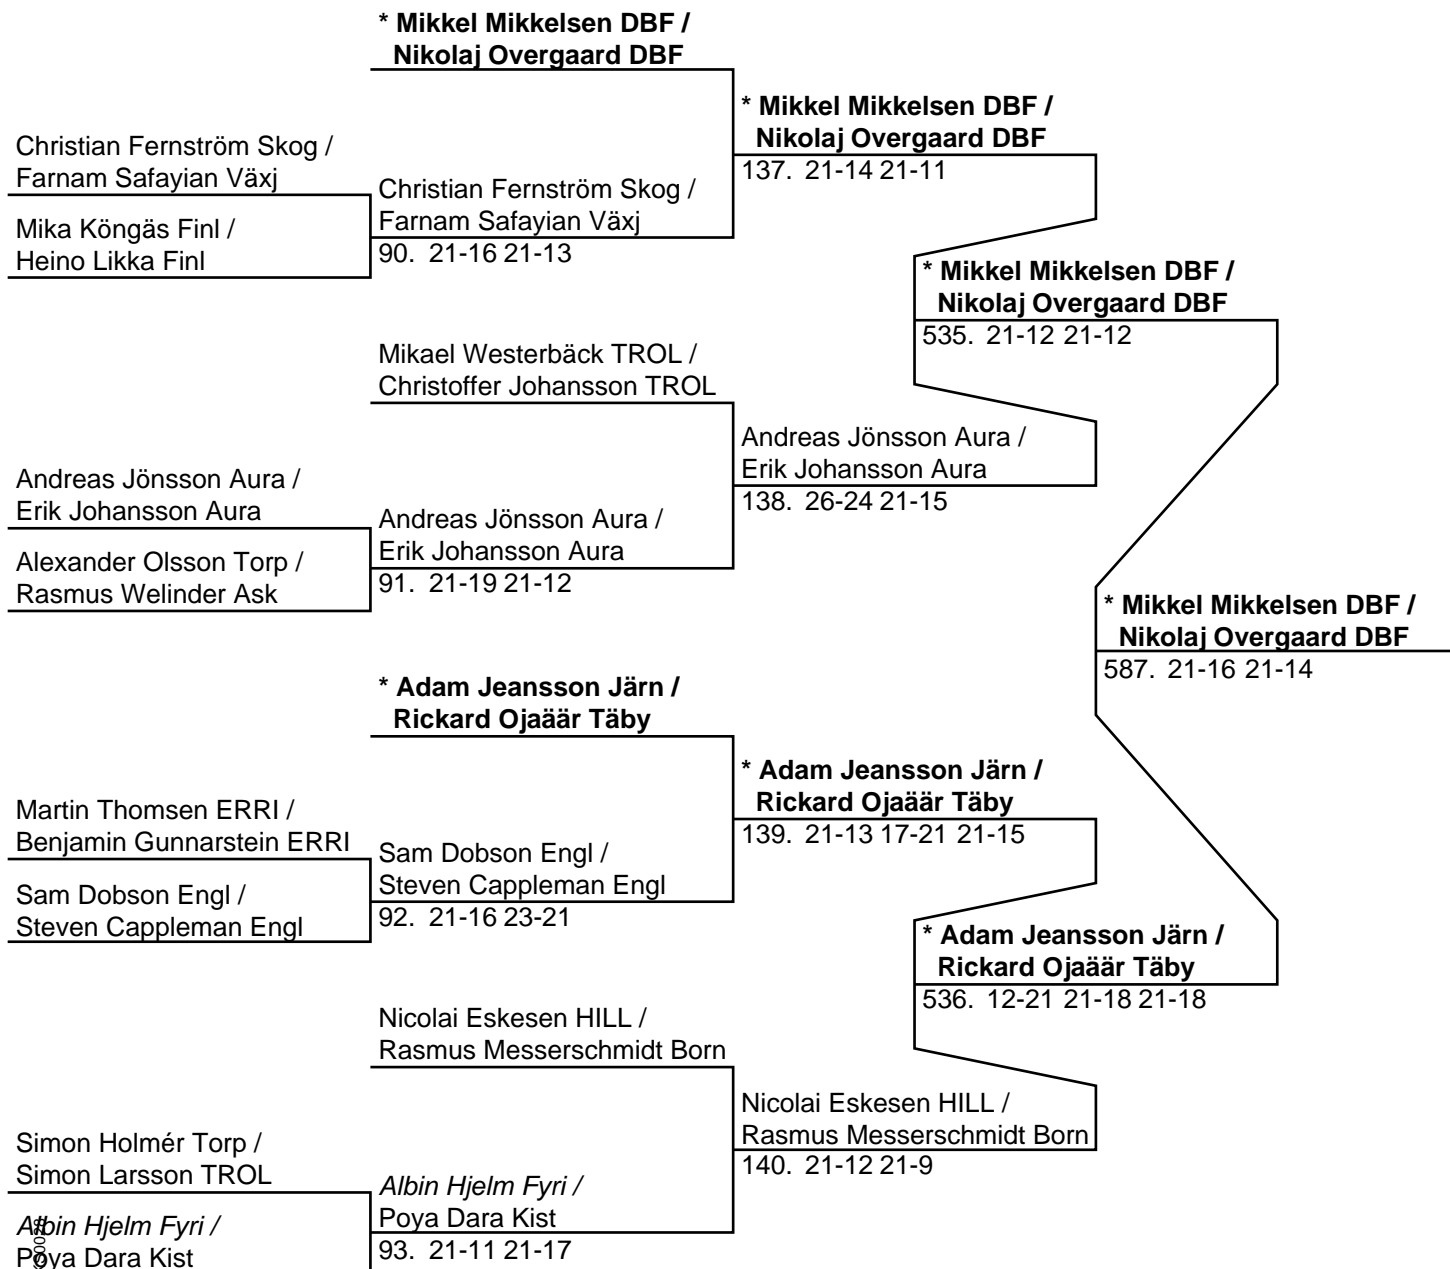 * Mikkel Mikkelsen DBF /
Nikolaj Overgaard DBF
* Mikkel Mikkelsen DBF /
Nikolaj Overgaard DBF
137. 21-14 21-11
Christian Fernström Skog /
Farnam Safayian Växj
Christian Fernström Skog /
Farnam Safayian Växj
90. 21-16 21-13
Mika Köngäs Finl /
Heino Likka Finl
* Mikkel Mikkelsen DBF /
Nikolaj Overgaard DBF
535. 21-12 21-12
Mikael Westerbäck TROL /
Christoffer Johansson TROL
Andreas Jönsson Aura /
Erik Johansson Aura
138. 26-24 21-15
Andreas Jönsson Aura /
Erik Johansson Aura
Andreas Jönsson Aura /
Erik Johansson Aura
91. 21-19 21-12
Alexander Olsson Torp /
Rasmus Welinder Ask
* Mikkel Mikkelsen DBF /
Nikolaj Overgaard DBF
587. 21-16 21-14
* Adam Jeansson Järn /
Rickard Ojaäär Täby
* Adam Jeansson Järn /
Rickard Ojaäär Täby
139. 21-13 17-21 21-15
Martin Thomsen ERRI /
Benjamin Gunnarstein ERRI
Sam Dobson Engl /
Steven Cappleman Engl
92. 21-16 23-21
Sam Dobson Engl /
Steven Cappleman Engl
* Adam Jeansson Järn /
Rickard Ojaäär Täby
536. 12-21 21-18 21-18
Nicolai Eskesen HILL /
Rasmus Messerschmidt Born
Nicolai Eskesen HILL /
Rasmus Messerschmidt Born
140. 21-12 21-9
Simon Holmér Torp /
Simon Larsson TROL
Albin Hjelm Fyri /
Poya Dara Kist
93. 21-11 21-17
Albin Hjelm Fyri /
Poya Dara Kist